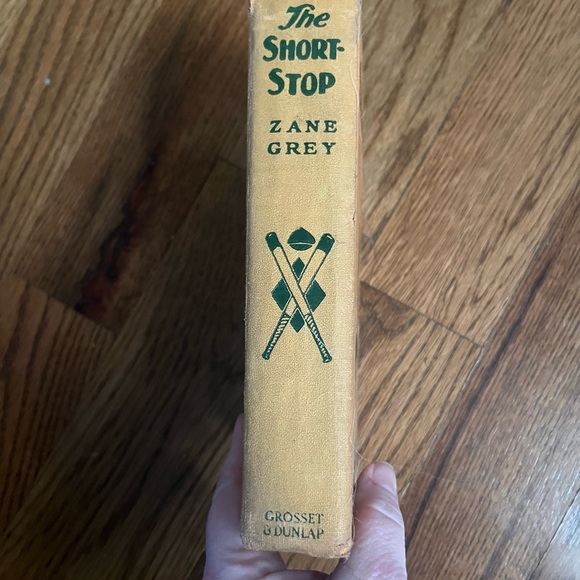 The
SHORT-
STOP
ZANE
GREY
GROSSET
& DUNLAP